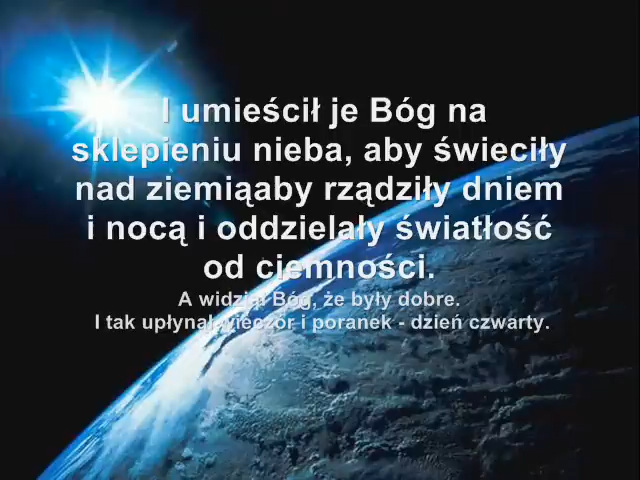 I umieścił je Bóg na
sklepieniu nieba, aby świeciły
nad ziemiąaby rządziły dniem
i nocą i oddzielały światłość
od ciemności.
A widział Bóg, że były dobre.
I tak upłynął wieczór i poranek - dzień czwarty.